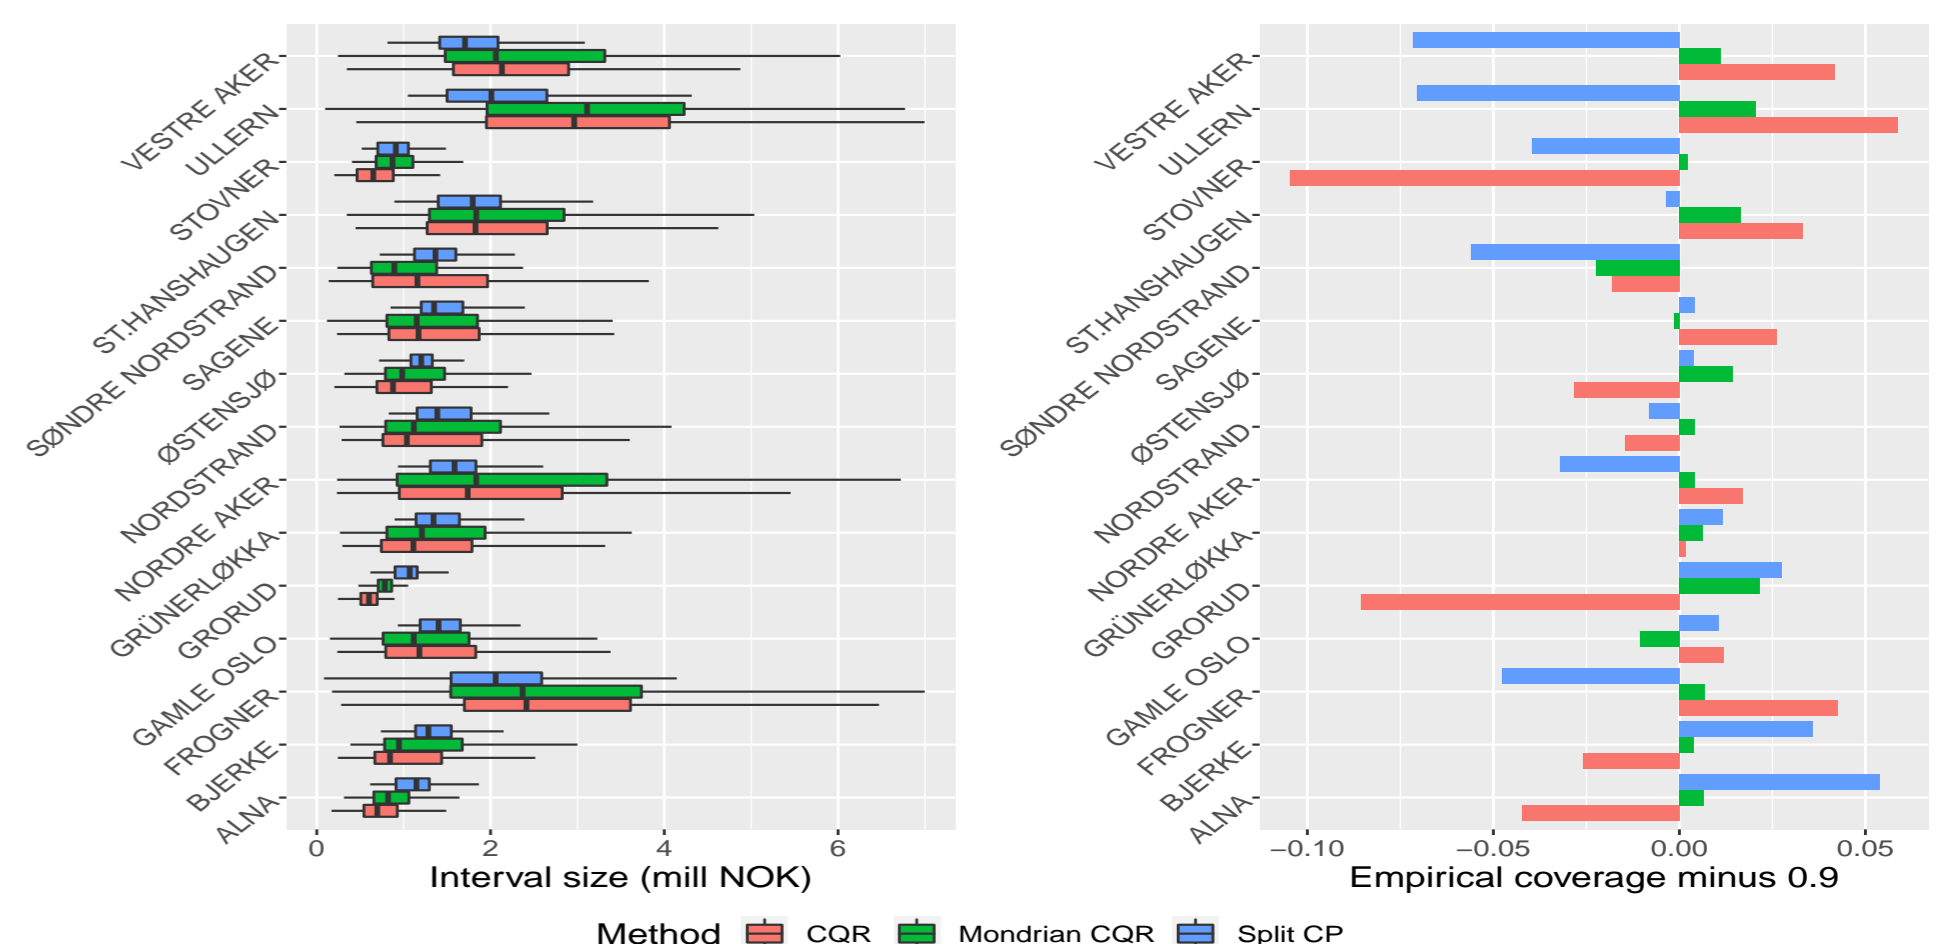 VESTRE AKER
ULLERN
STOVNER
ST.HANSHAUGEN
SØNDRE NORDSTRAND
SAGENE
ØSTENSJØ
NORDSTRAND
NORDRE AKER
GRÜNERLØKKA
GRORUD
GAMLE OSLO
FROGNER
BJERKE
ALNA
0 2 4 6
Interval size (mill NOK)
VESTRE AKER
ULLERN
STOVNER
ST.HANSHAUGEN
SØNDRE NORDSTRAND
SAGENE
ØSTENSJØ
NORDSTRAND
NORDRE AKER
GRÜNERLØKKA
GRORUD
GAMLE OSLO
FROGNER
BJERKE
ALNA
−0.10 −0.05 0.00 0.05
Empirical coverage minus 0.9
Method CQR Mondrian CQR Split CP